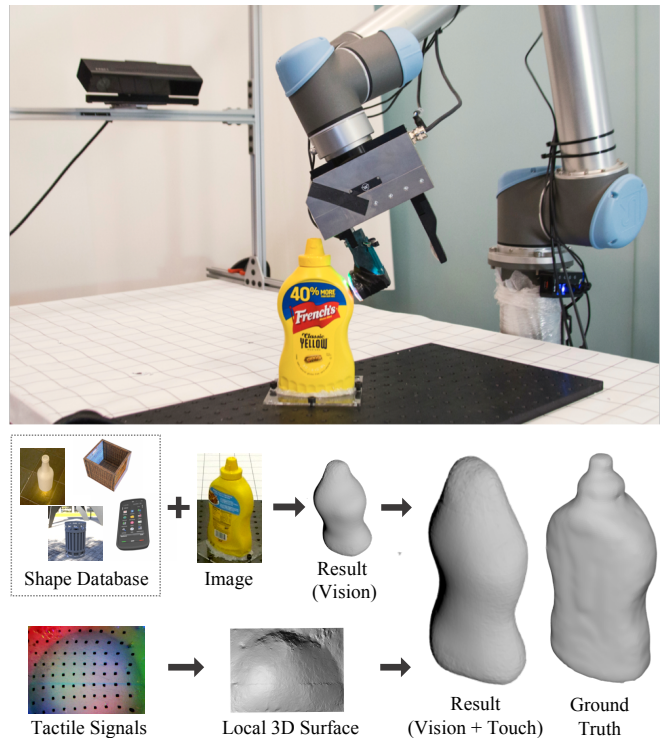 40% MORE
French's
Classic
YELLOW
Shape Database
Image
Result
(Vision)
Tactile Signals
Local 3D Surface
Result
(Vision + Touch)
Ground
Truth